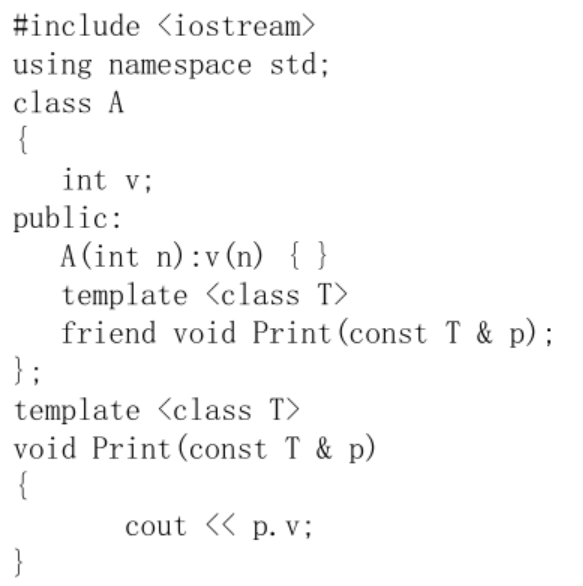 #include <iostream>
using namespace std;
class A
{
   int v;
public:
   A(int n):v(n) { }
   template <class T>
   friend void Print(const T & p);
};
template <class T>
void Print(const T & p)
{
       cout << p.v;
}